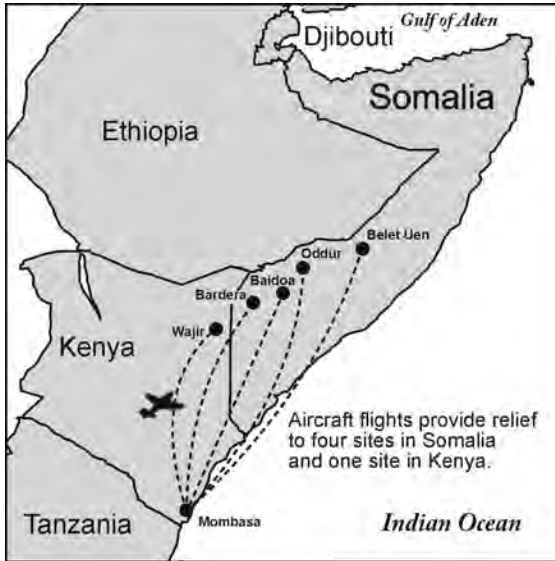 Gulf of Aden
Djibouti
Somalia
Ethiopia
Belet Uen
Oddur
Baidoa
Bardera
Wajir
Kenya
Aircraft flights provide relief
to four sites in Somalia
and one site in Kenya.
Mombasa
Tanzania
Indian Ocean